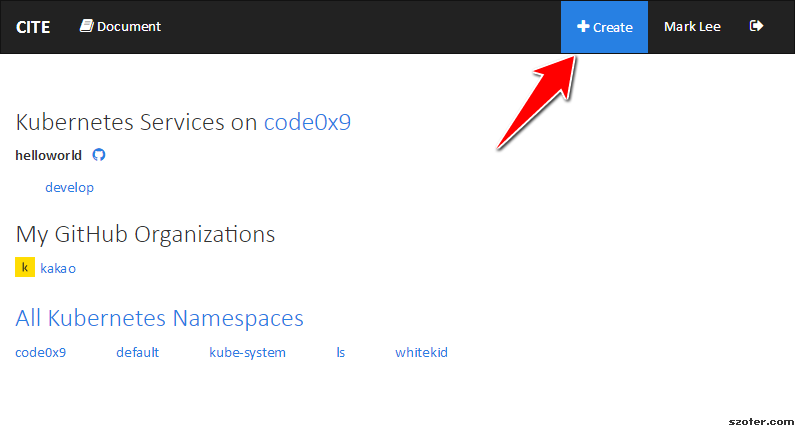 CITE Document Create Mark Lee
Kubernetes Services on code0x9
helloworld
develop
My GitHub Organizations
k kakao
All Kubernetes Namespaces
code0x9 default kube-system ls whitekid
szoter.com